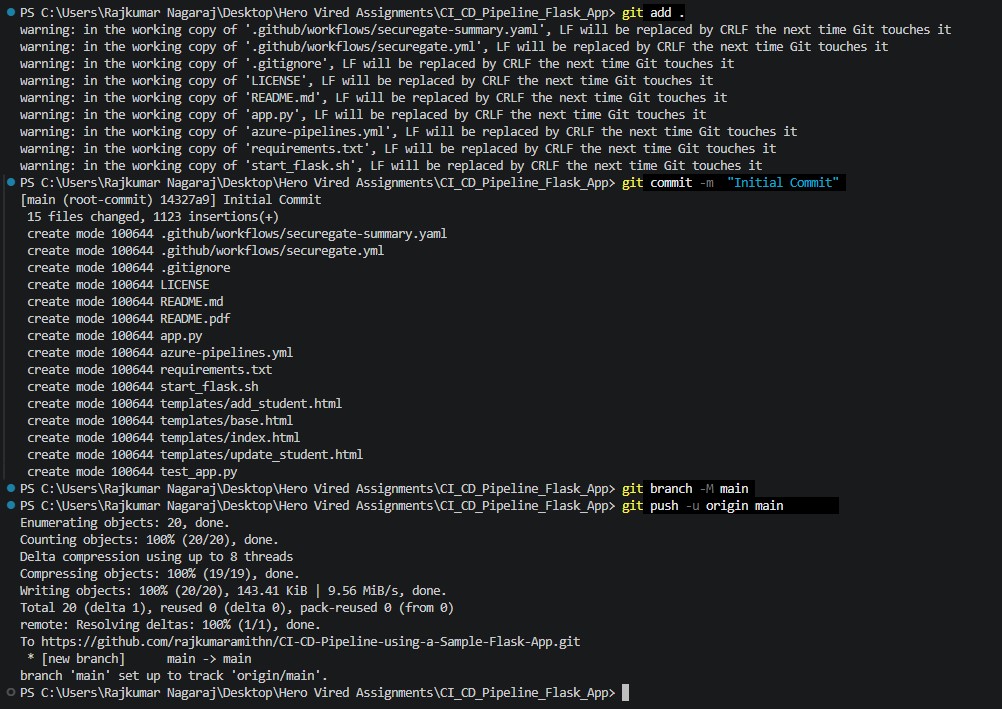 PS C:\Users\Rajkumar Nagaraj\Desktop\Hero Vired Assignments\CI_CD_Pipeline_Flask_App> git add .
warning: in the working copy of '.github/workflows/securegate-summary.yaml', LF will be replaced by CRLF the next time Git touches it
warning: in the working copy of '.github/workflows/securegate.yml', LF will be replaced by CRLF the next time Git touches it
warning: in the working copy of '.gitignore', LF will be replaced by CRLF the next time Git touches it
warning: in the working copy of 'LICENSE', LF will be replaced by CRLF the next time Git touches it
warning: in the working copy of 'README.md', LF will be replaced by CRLF the next time Git touches it
warning: in the working copy of 'app.py', LF will be replaced by CRLF the next time Git touches it
warning: in the working copy of 'azure-pipelines.yml', LF will be replaced by CRLF the next time Git touches it
warning: in the working copy of 'requirements.txt', LF will be replaced by CRLF the next time Git touches it
warning: in the working copy of 'start_flask.sh', LF will be replaced by CRLF the next time Git touches it
PS C:\Users\Rajkumar Nagaraj\Desktop\Hero Vired Assignments\CI_CD_Pipeline_Flask_App> git commit -m  "Initial Commit"
[main (root-commit) 14327a9] Initial Commit
 15 files changed, 1123 insertions(+)
 create mode 100644 .github/workflows/securegate-summary.yaml
 create mode 100644 .github/workflows/securegate.yml
 create mode 100644 .gitignore
 create mode 100644 LICENSE
 create mode 100644 README.md
 create mode 100644 README.pdf
 create mode 100644 app.py
 create mode 100644 azure-pipelines.yml
 create mode 100644 requirements.txt
 create mode 100644 start_flask.sh
 create mode 100644 templates/add_student.html
 create mode 100644 templates/base.html
 create mode 100644 templates/index.html
 create mode 100644 templates/update_student.html
 create mode 100644 test_app.py
PS C:\Users\Rajkumar Nagaraj\Desktop\Hero Vired Assignments\CI_CD_Pipeline_Flask_App> git branch -M main
PS C:\Users\Rajkumar Nagaraj\Desktop\Hero Vired Assignments\CI_CD_Pipeline_Flask_App> git push -u origin main
Enumerating objects: 20, done.
Counting objects: 100% (20/20), done.
Delta compression using up to 8 threads
Compressing objects: 100% (19/19), done.
Writing objects: 100% (20/20), 143.41 KiB | 9.56 MiB/s, done.
Total 20 (delta 1), reused 0 (delta 0), pack-reused 0 (from 0)
remote: Resolving deltas: 100% (1/1), done.
To https://github.com/rajkumaramithn/CI-CD-Pipeline-using-a-Sample-Flask-App.git
 * [new branch]      main -> main
branch 'main' set up to track 'origin/main'.
PS C:\Users\Rajkumar Nagaraj\Desktop\Hero Vired Assignments\CI_CD_Pipeline_Flask_App>